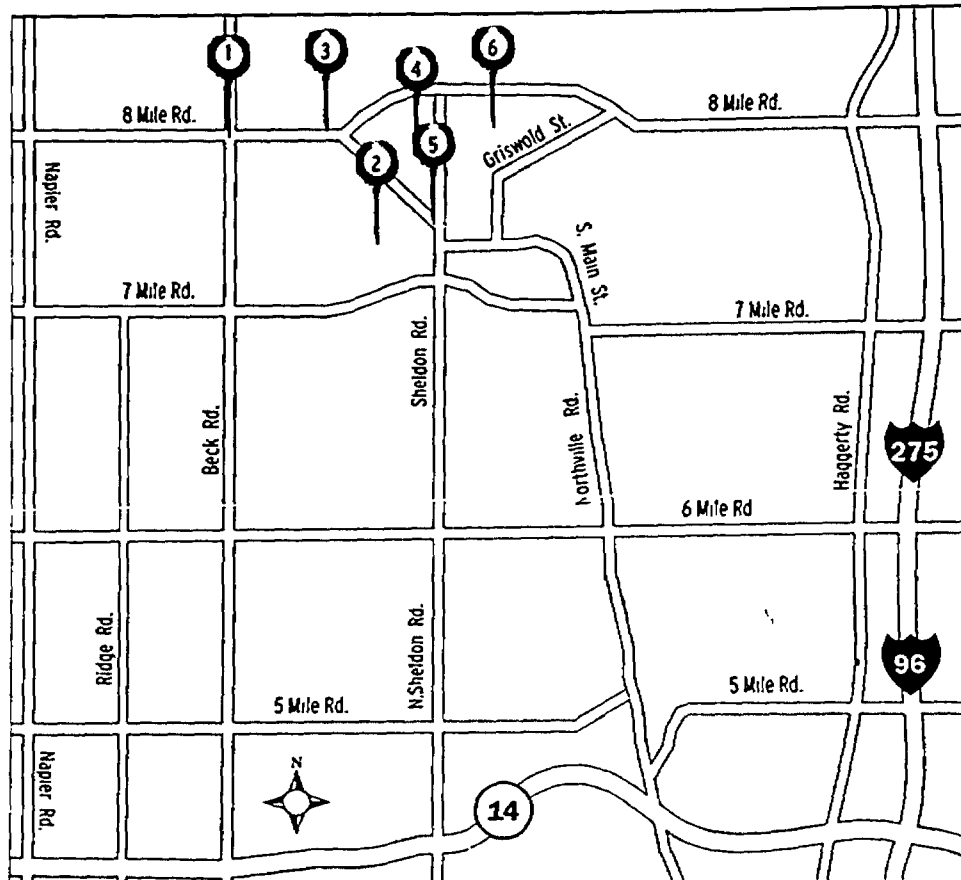 1
3
4
6
8 Mile Rd.
8 Mile Rd.
5
2
Griswold St.
Napier Rd.
S. Main St.
7 Mile Rd.
7 Mile Rd.
Sheldon Rd.
Beck Rd.
Northville Rd.
Haggerty Rd.
275
6 Mile Rd
Ridge Rd.
N.Sheldon Rd.
96
5 Mile Rd.
5 Mile Rd.
Napier Rd.
N
14